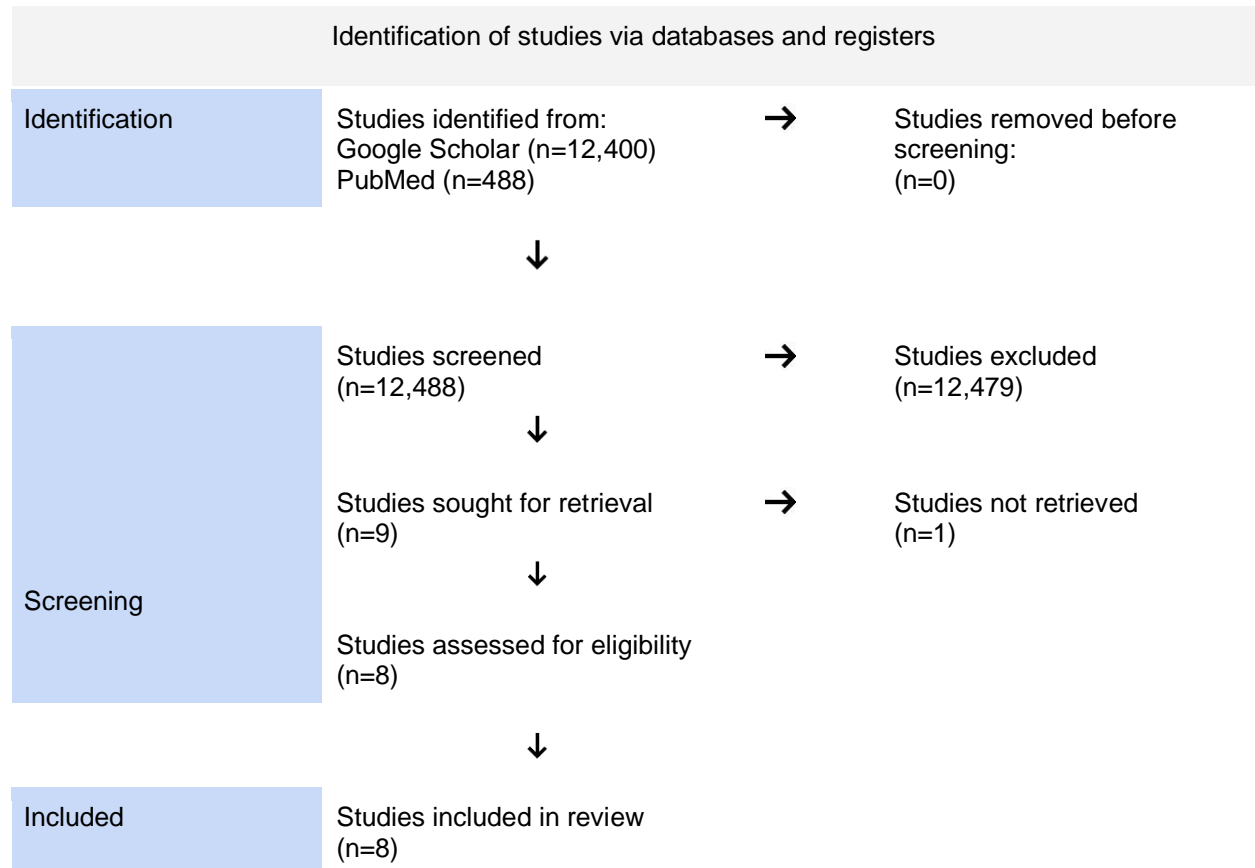 Identification of studies via databases and registers
Identification
Studies identified from:
Google Scholar (n=12,400)
PubMed (n=488)
Studies removed before
screening:
(n=0)
Studies screened
(n=12,488)
Studies excluded
(n=12,479)
Studies sought for retrieval
(n=9)
Studies not retrieved
(n=1)
Screening
Studies assessed for eligibility
(n=8)
Included
Studies included in review
(n=8)